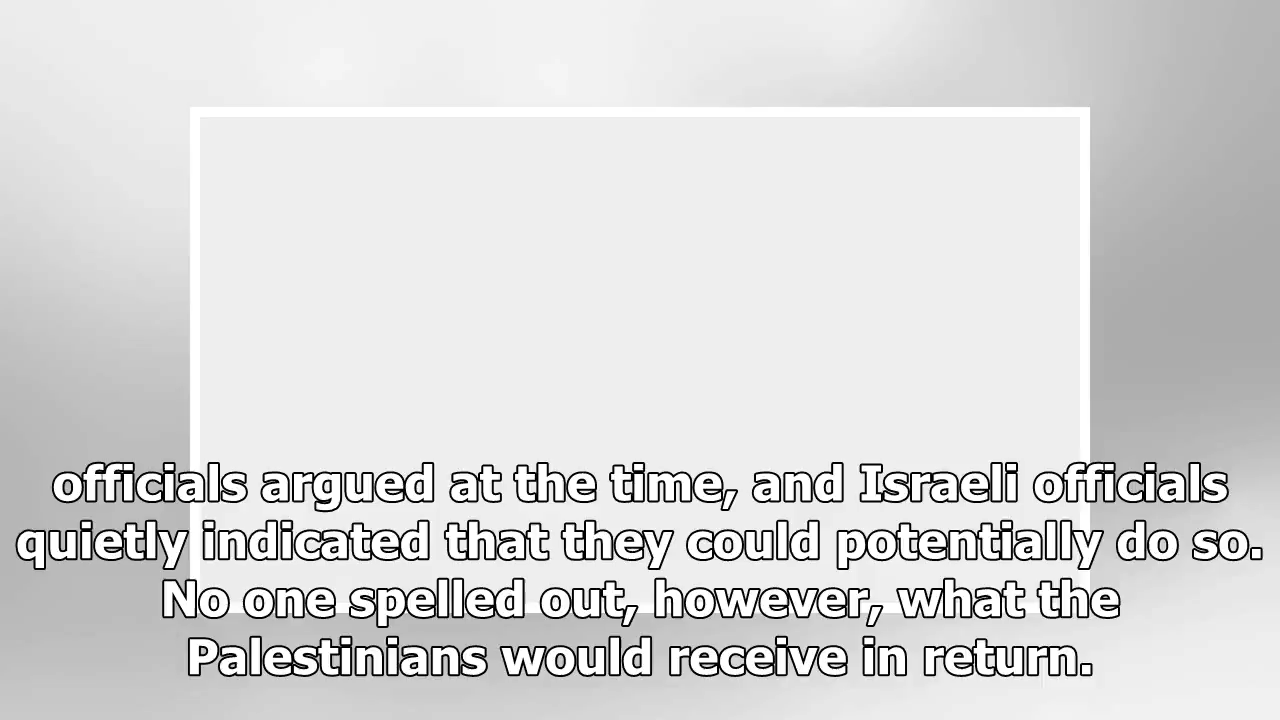 officials argued at the time, and Israeli officials
quietly indicated that they could potentially do so.
No one spelled out, however, what the
Palestinians would receive in return.